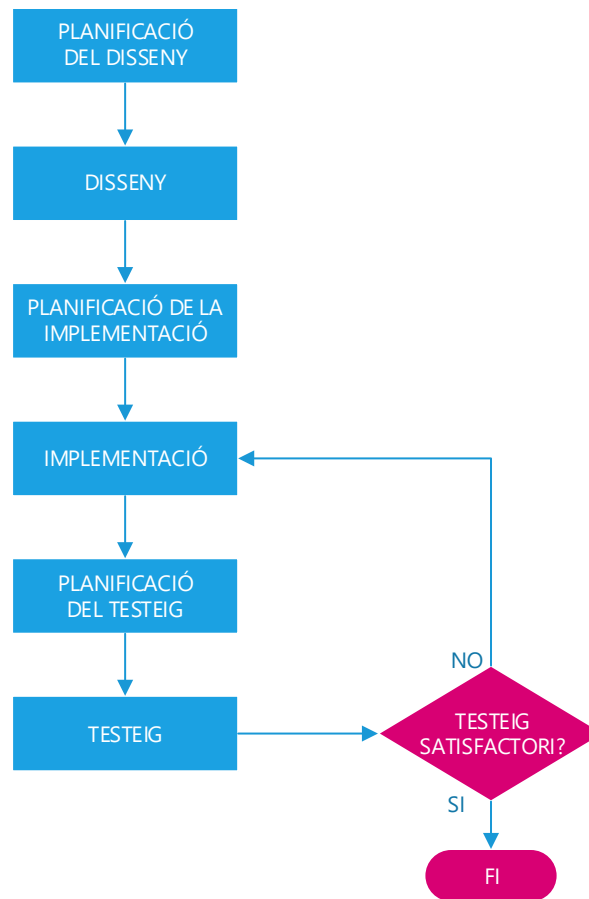 PLANIFICACIÓ
DEL DISSENY
DISSENY
PLANIFICACIÓ DE LA
IMPLEMENTACIÓ
IMPLEMENTACIÓ
PLANIFICACIÓ
DEL TESTEIG
NO
TESTEIG
TESTEIG
SATISFACTORI?
SI
FI